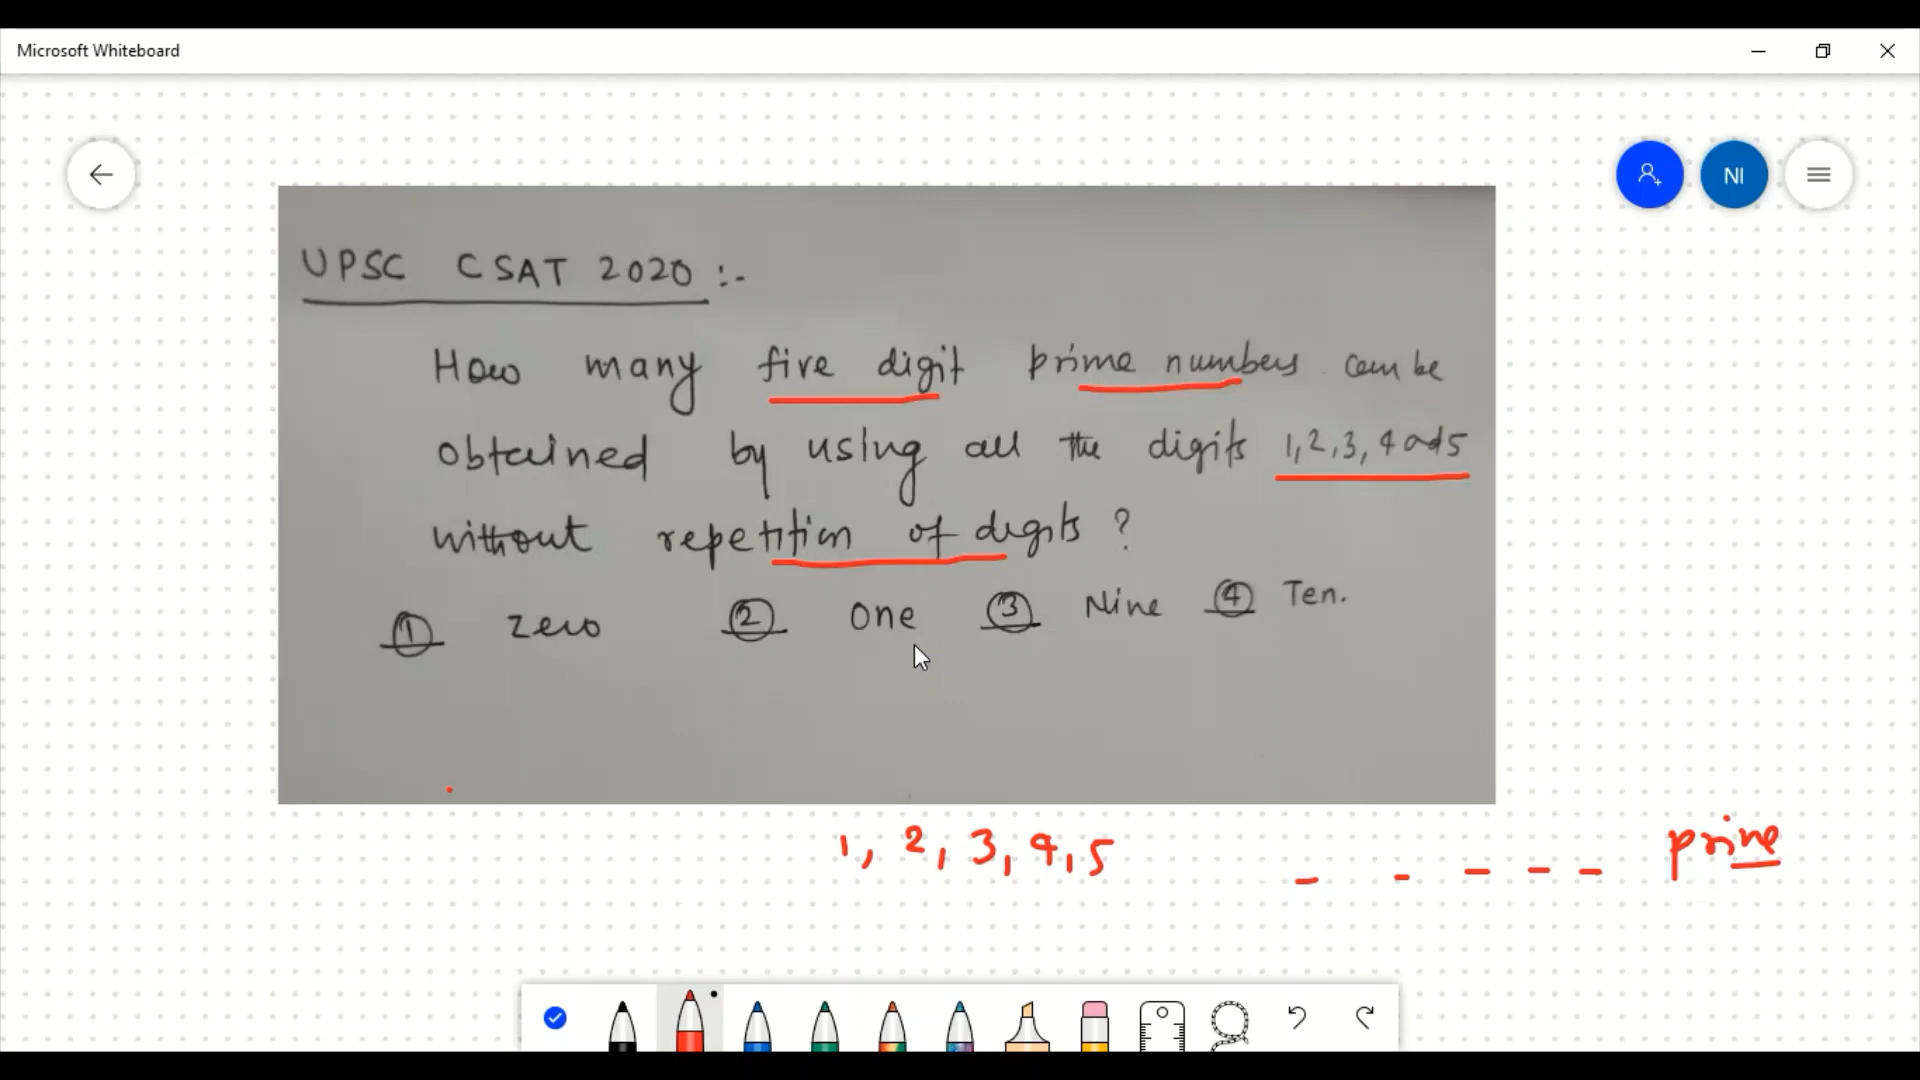 Microsoft Whiteboard
NI
UPSC CSAT 2020 :-
How many five digit prime numbers can be
obtained by using all the digits 1,2,3,4 ad 5
without repetition of digits ?
① Zero ② One ③ Nine ④ Ten.
1, 2, 3, 4, 5 _ _ _ _ _ prime